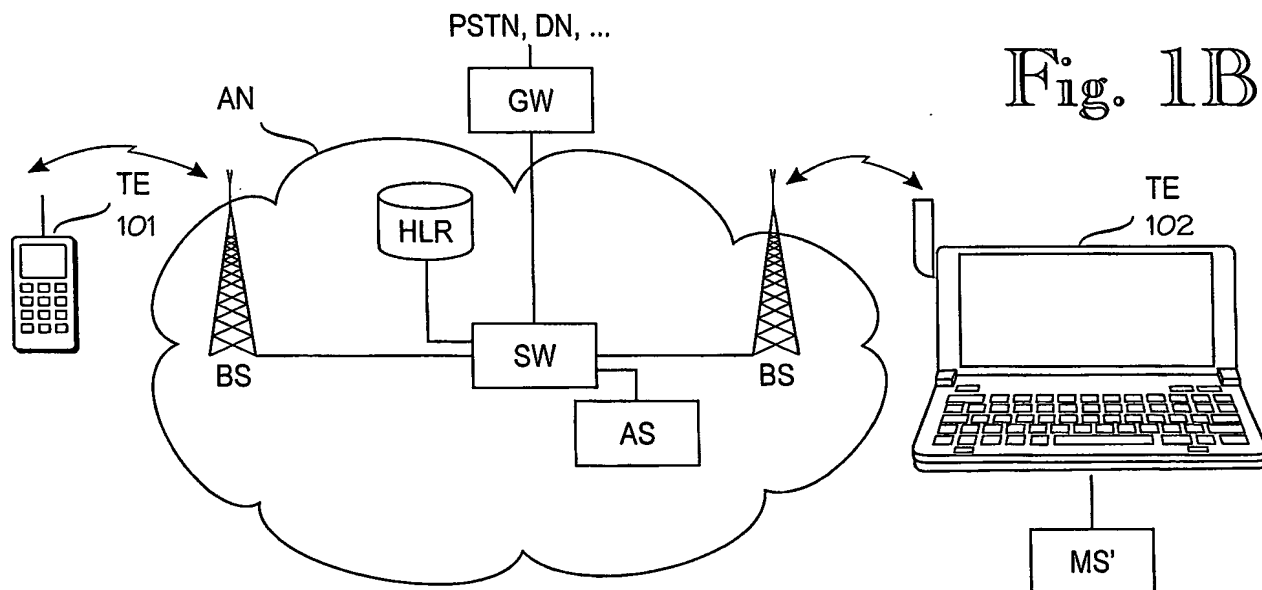 PSTN, DN, ...
Fig. 1B
GW
AN
TE
101
HLR
TE
102
SW
BS
BS
AS
MS'